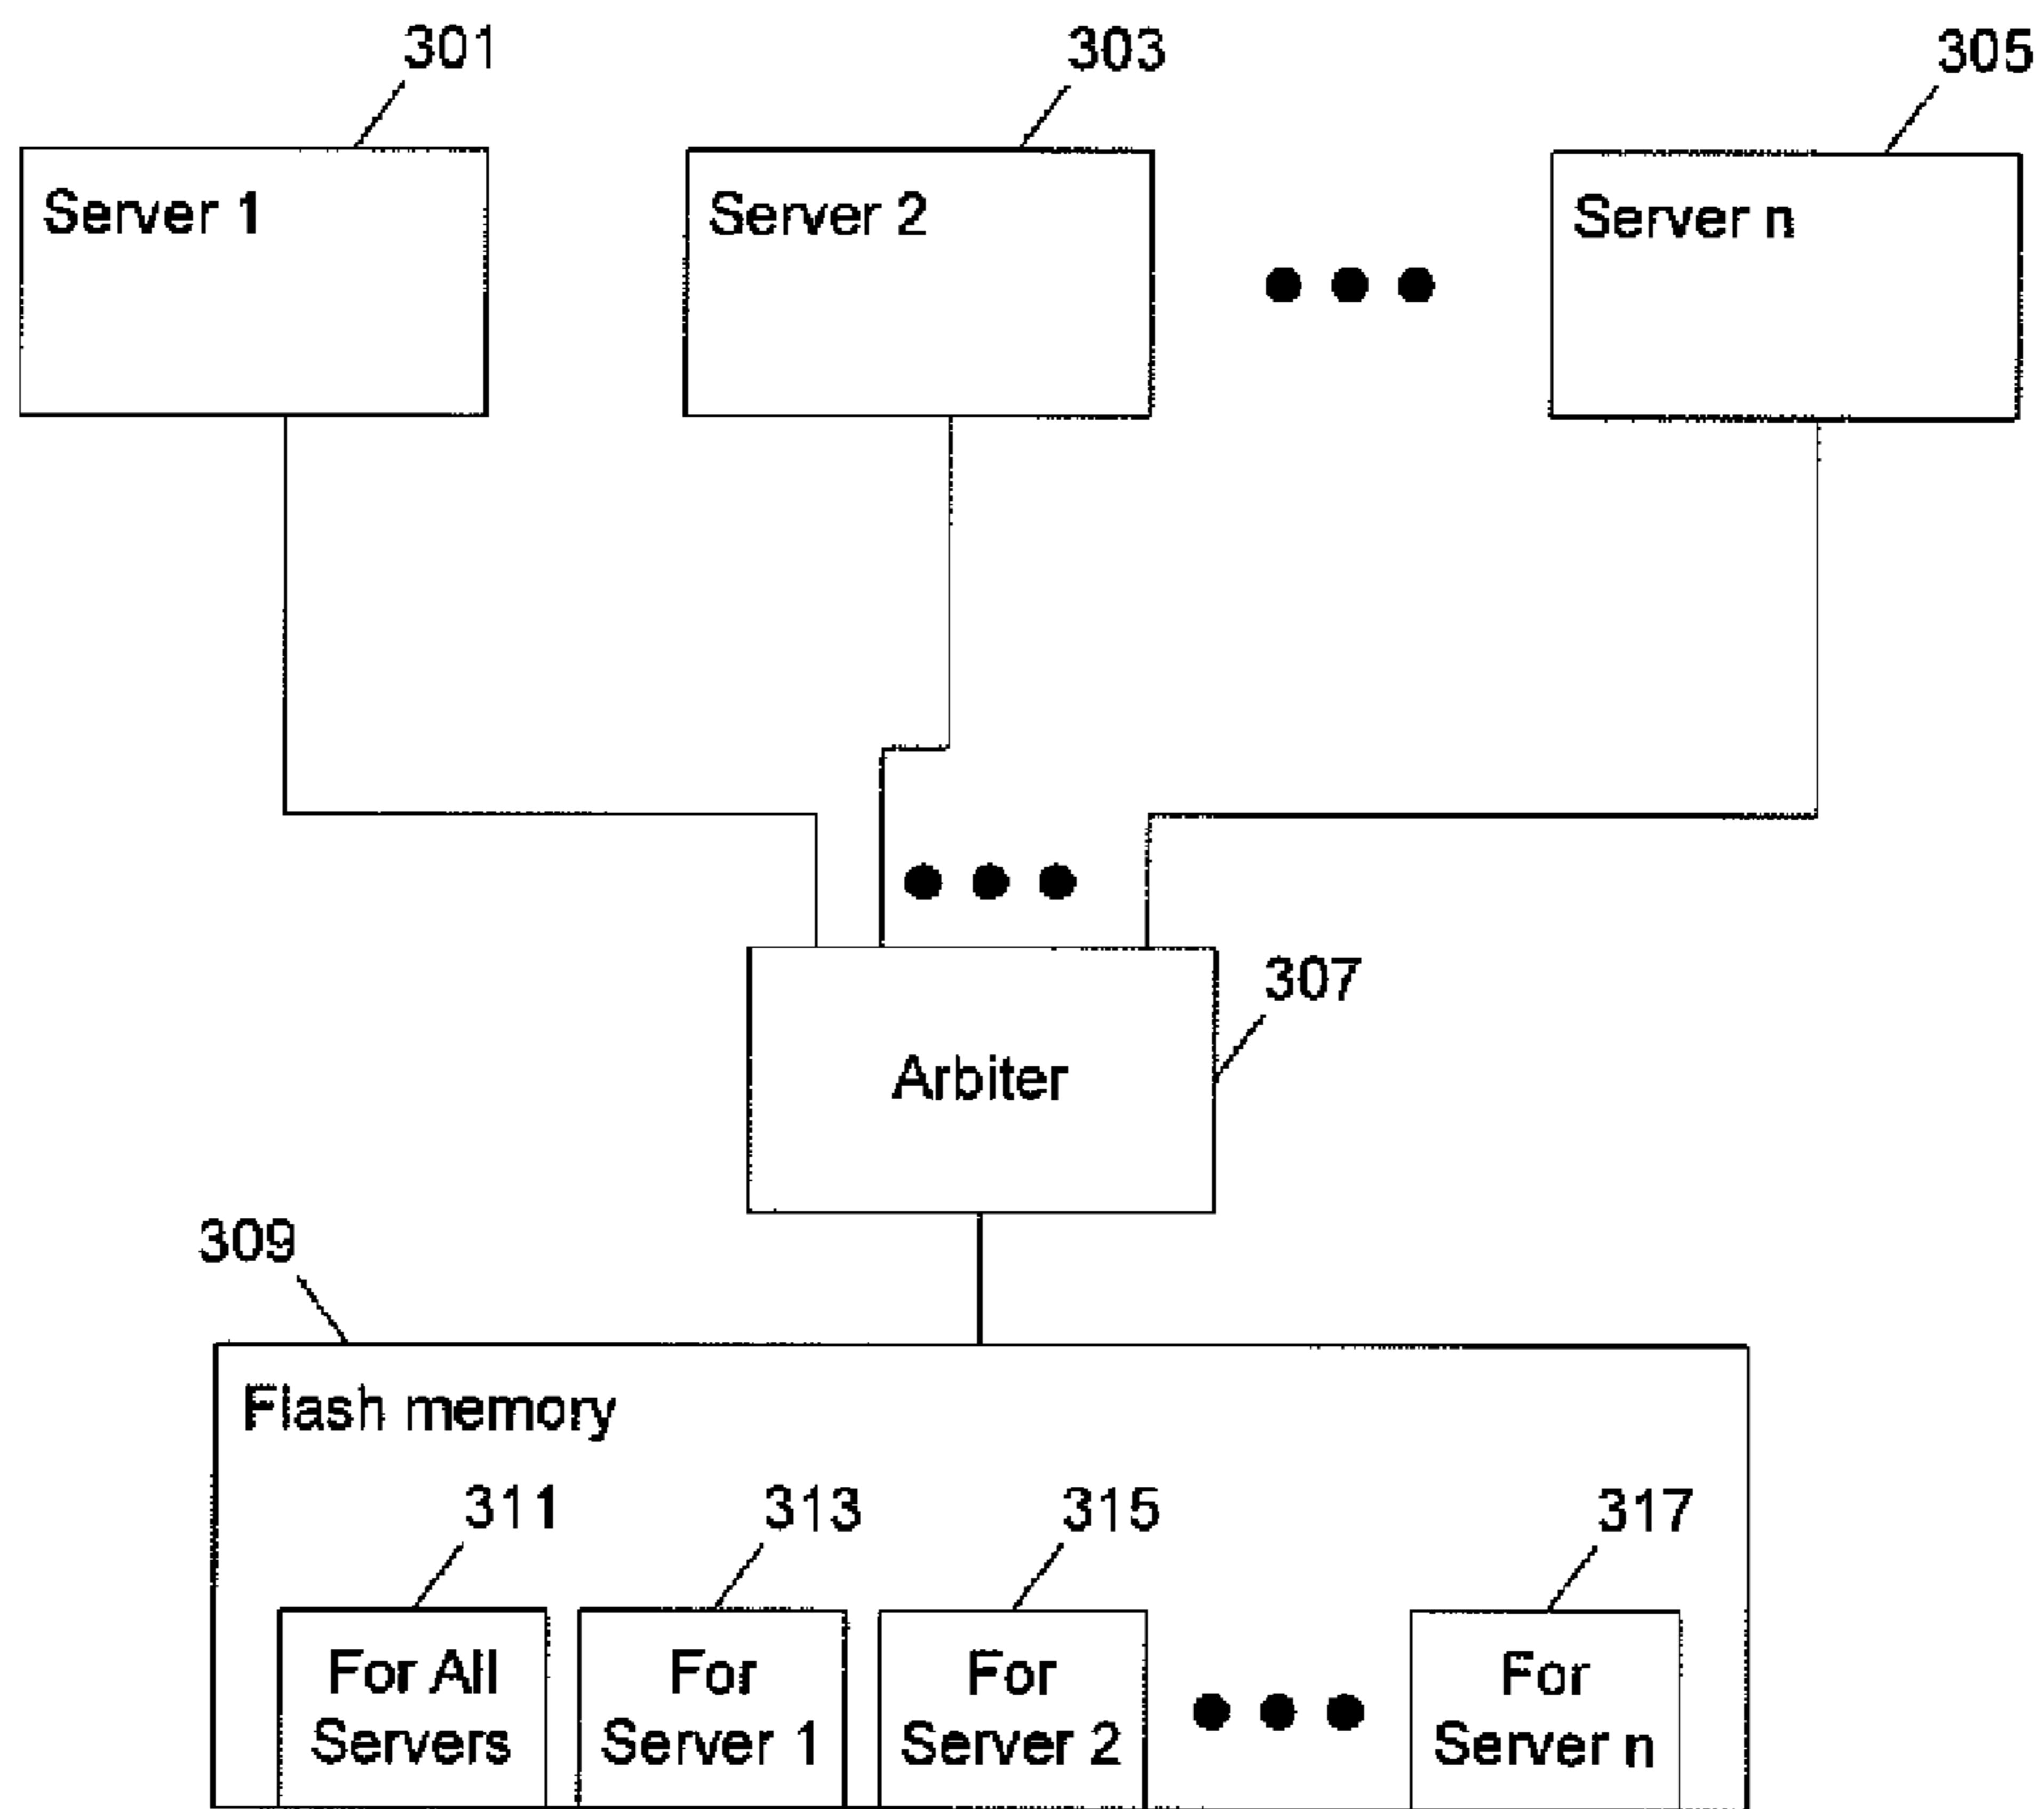 301
303
305
Server 1
Server 2
Server n
307
Arbiter
309
Flash memory
311
313
315
317
For All
Servers
For
Server 1
For
Server 2
For
Server n